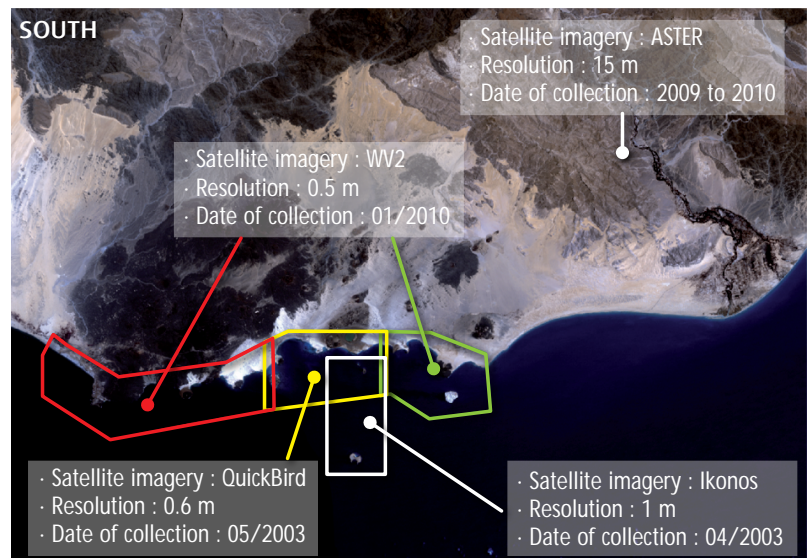 SOUTH
· Satellite imagery : ASTER
· Resolution : 15 m
· Date of collection : 2009 to 2010
· Satellite imagery : WV2
· Resolution : 0.5 m
· Date of collection : 01/2010
· Satellite imagery : QuickBird
· Resolution : 0.6 m
· Date of collection : 05/2003
· Satellite imagery : Ikonos
· Resolution : 1 m
· Date of collection : 04/2003